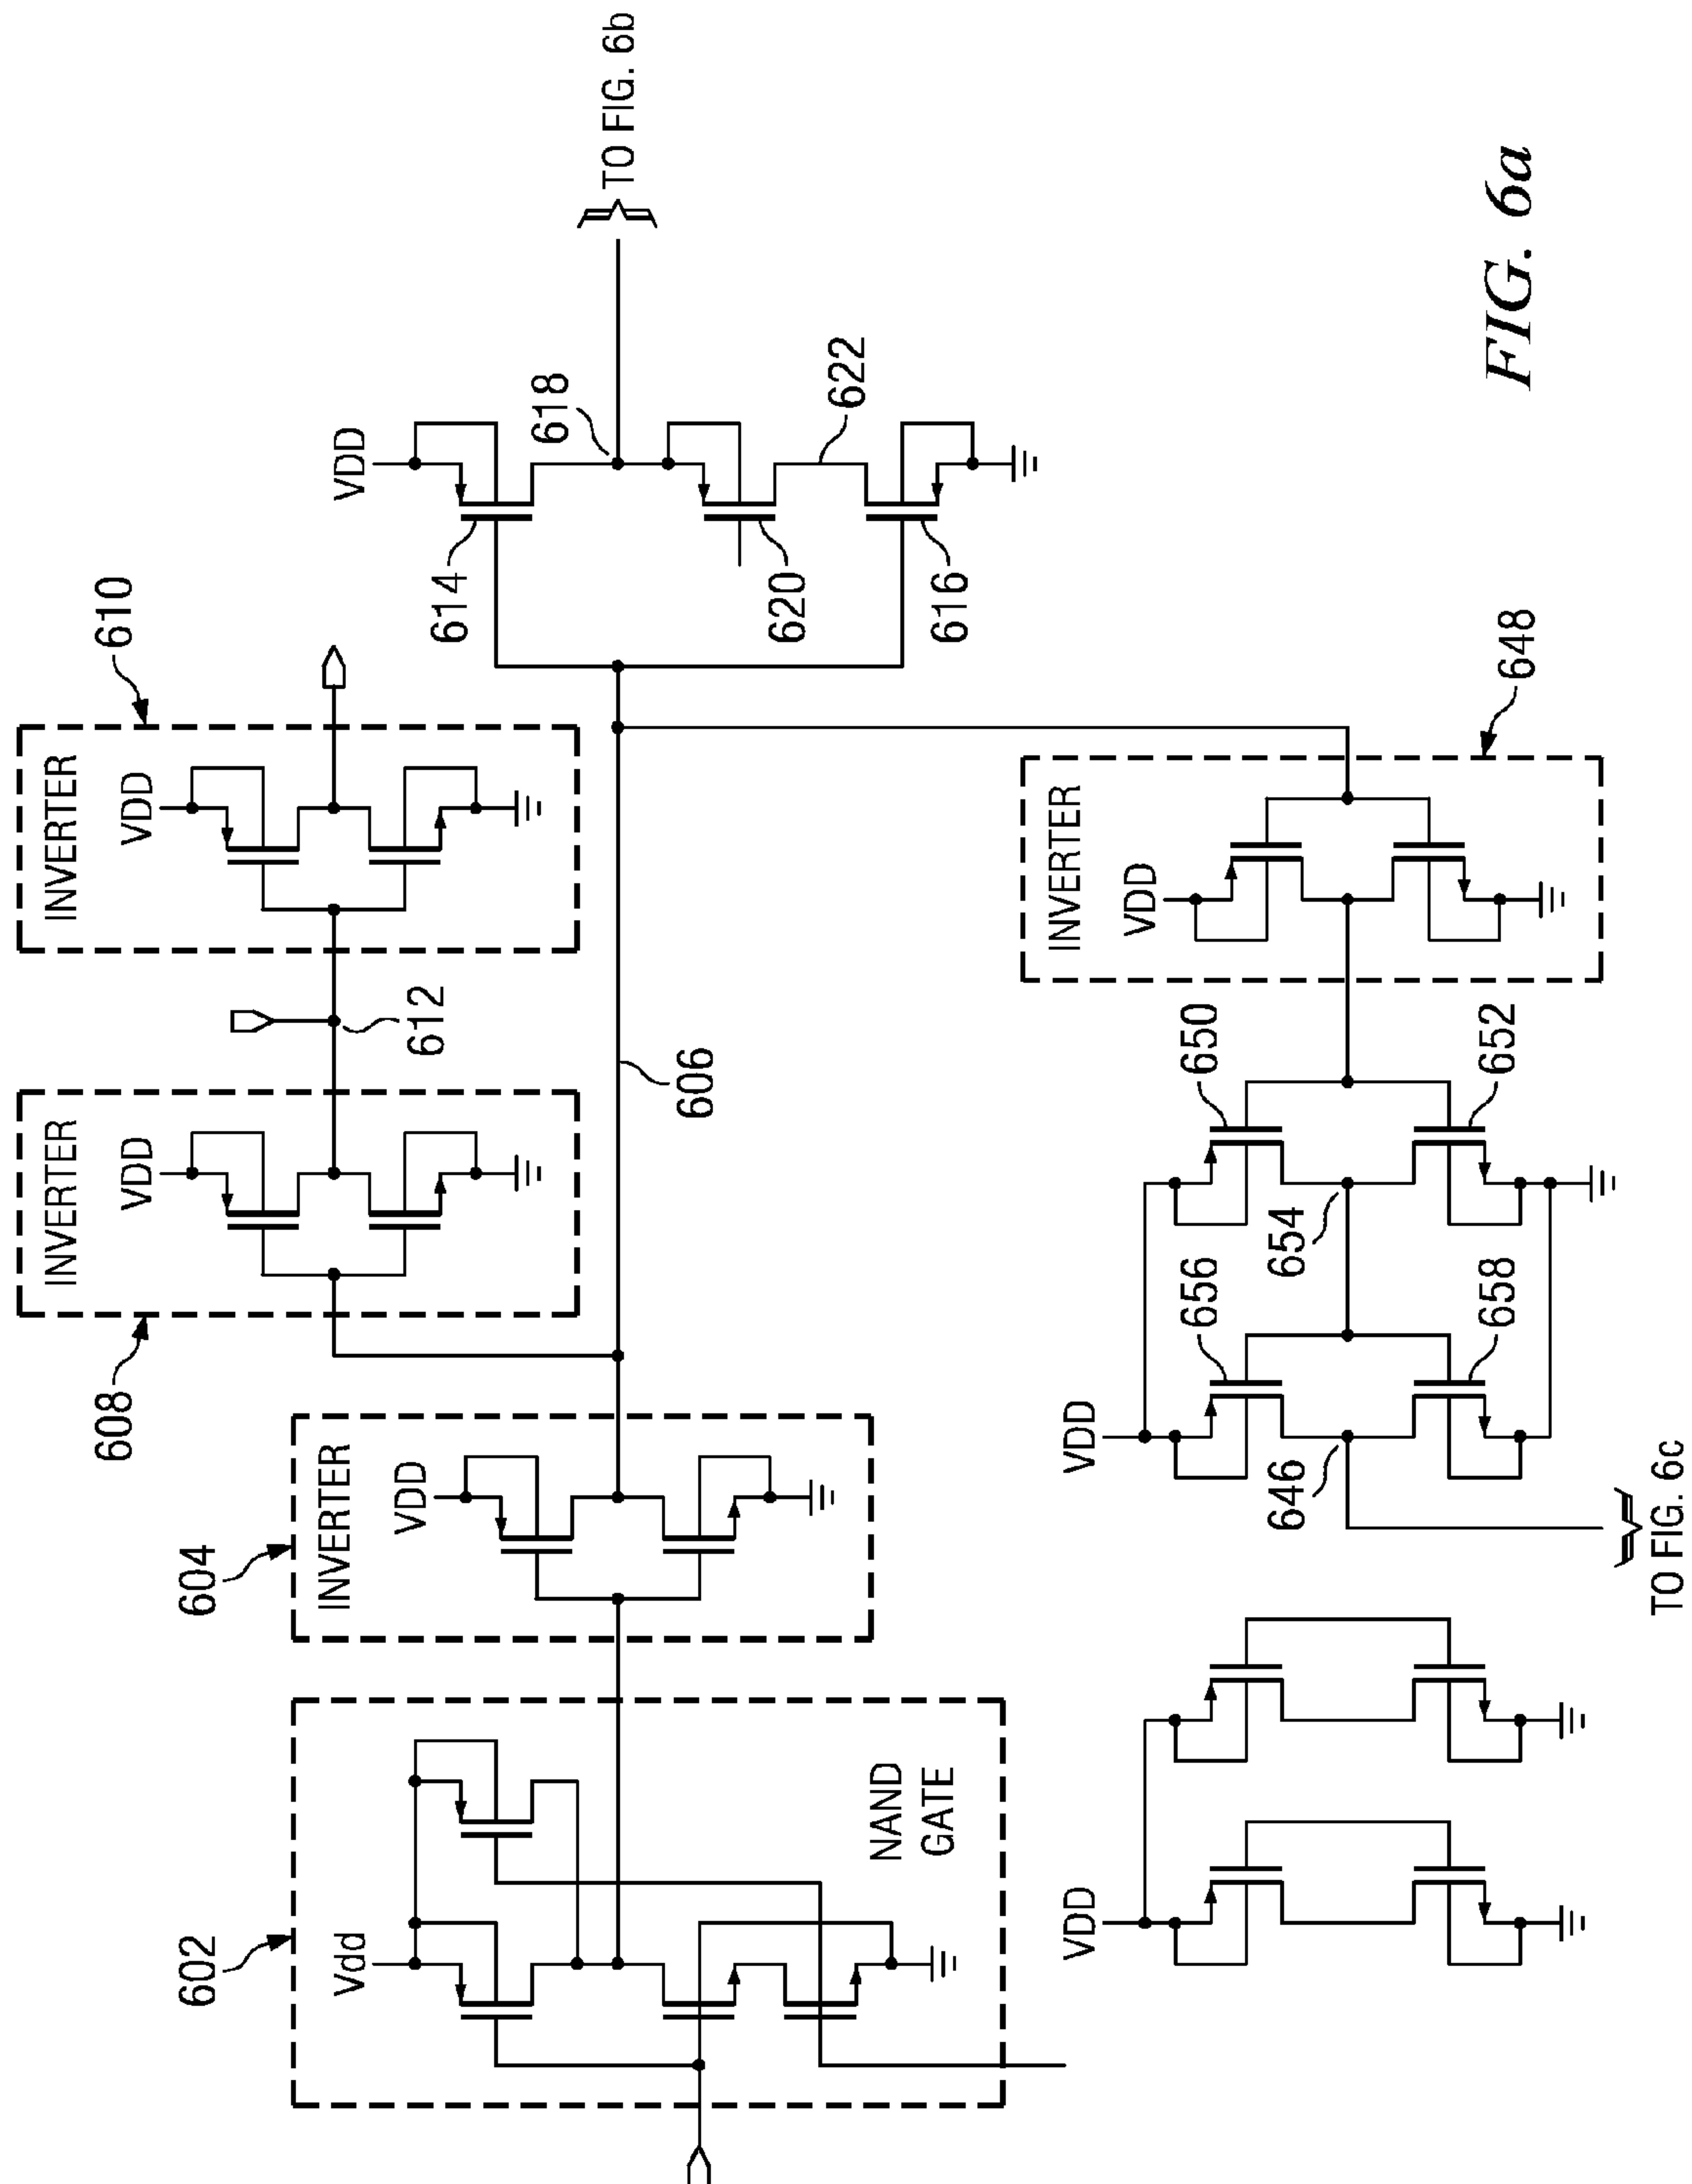 602
Vdd
NAND
GATE
604
INVERTER
VDD
608
INVERTER
VDD
612
610
INVERTER
VDD
606
614
VDD
618
620
622
616
TO FIG. 6b
VDD
VDD
656
658
646
TO FIG. 6c
650
652
654
INVERTER
VDD
648
FIG. 6a